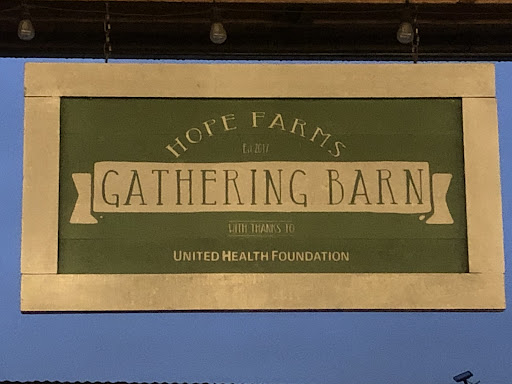 HOPE FARMS
Est 2017
GATHERING BARN
WITH THANKS TO
UNITED HEALTH FOUNDATION